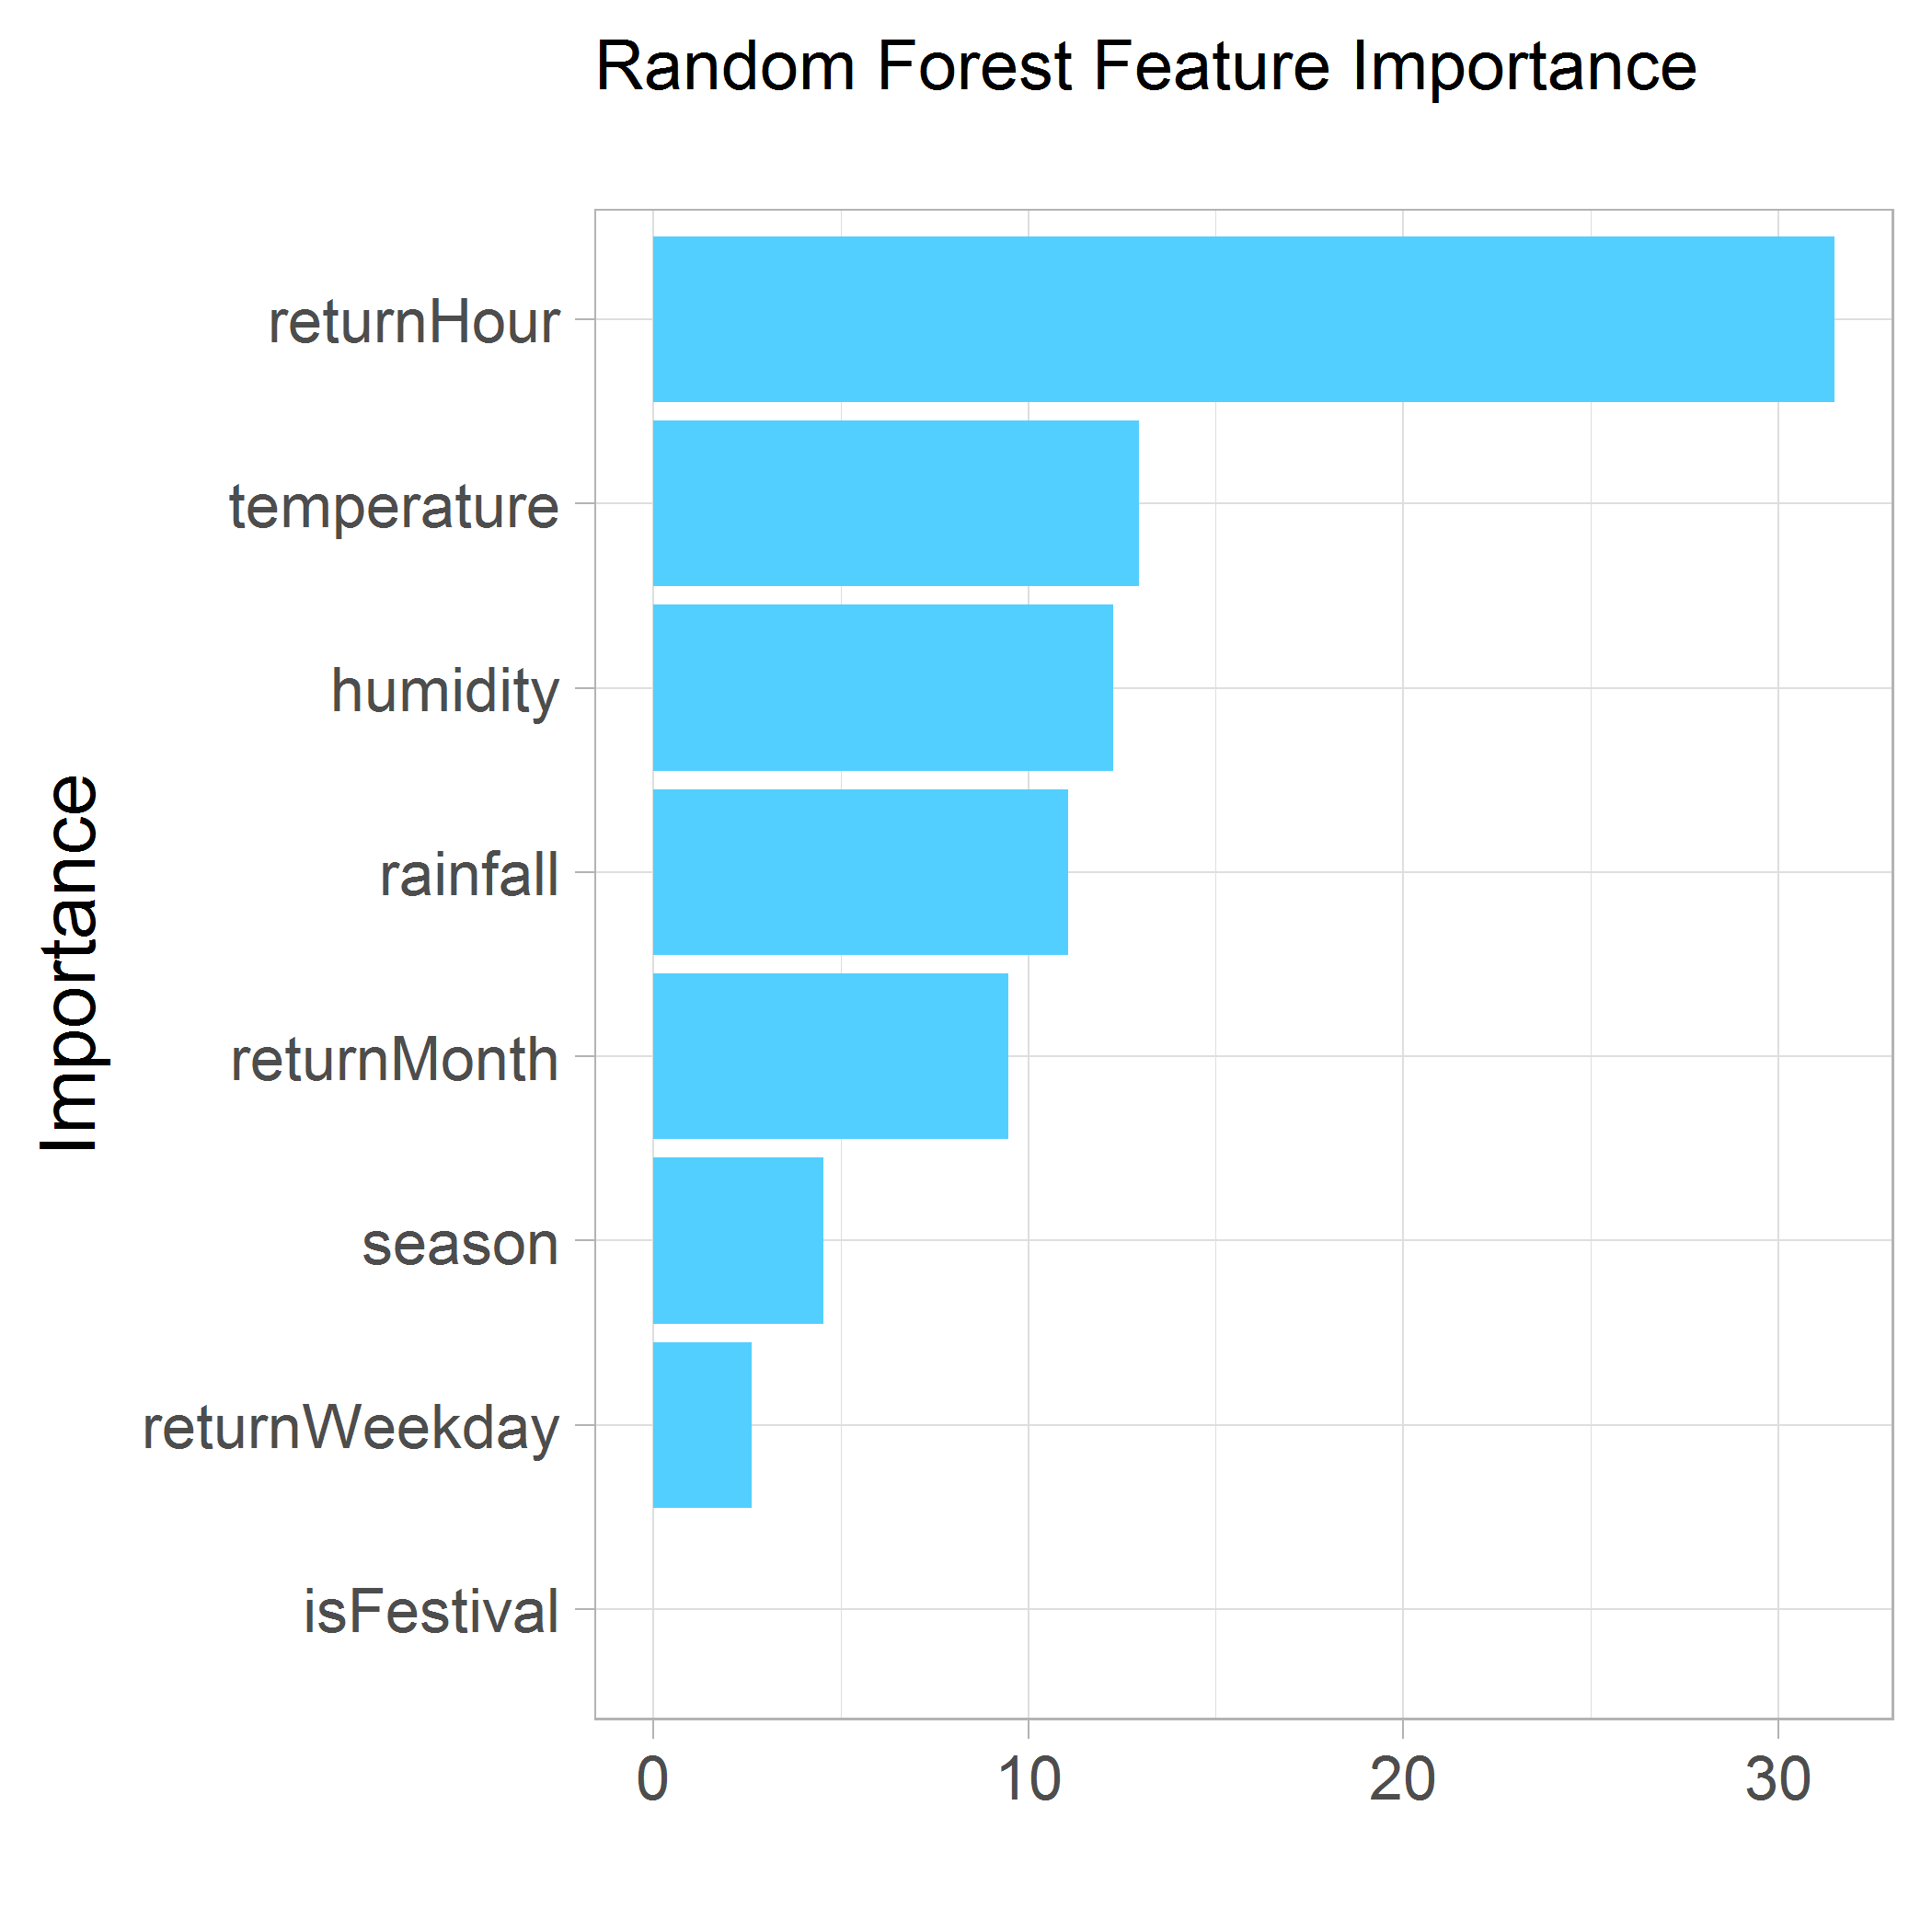 Random Forest Feature Importance
Importance
returnHour
temperature
humidity
rainfall
returnMonth
season
returnWeekday
isFestival
0 10 20 30